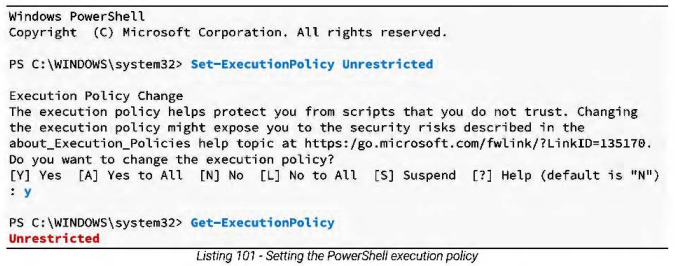 Windows PowerShell
Copyright (C) Microsoft Corporation. All rights reserved.
PS C:\WINDOWS\system32> Set-ExecutionPolicy Unrestricted
Execution Policy Change
The execution policy helps protect you from scripts that you do not trust. Changing
the execution policy might expose you to the security risks described in the
about_Execution_Policies help topic at https:/go.microsoft.com/fwlink/?LinkID=135170.
Do you want to change the execution policy?
[Y] Yes [A] Yes to All [N] No [L] No to All [S] Suspend [?] Help (default is "N")
: y
PS C:\WINDOWS\system32> Get-ExecutionPolicy
Unrestricted
Listing 101 - Setting the PowerShell execution policy